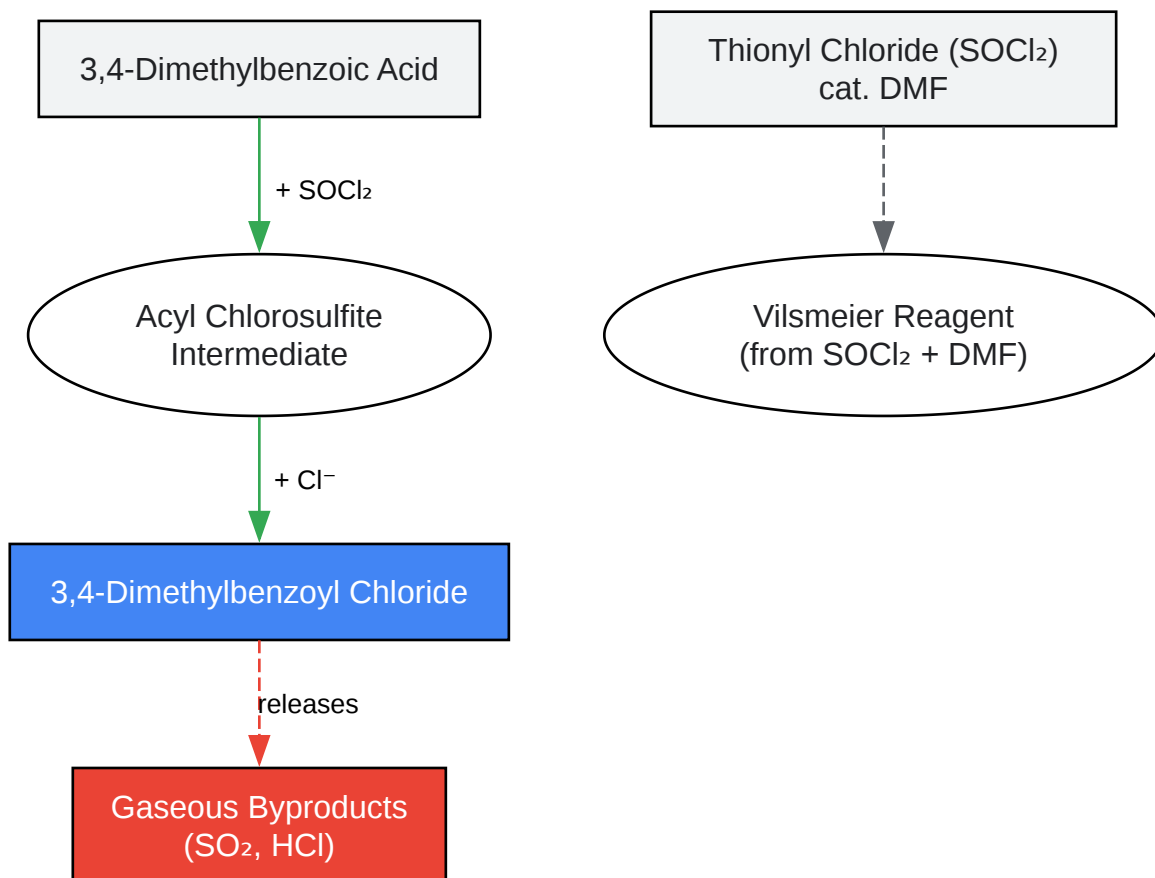 3,4-Dimethylbenzoic Acid
+ SOCl₂
Acyl Chlorosulfite
Intermediate
+ Cl⁻
3,4-Dimethylbenzoyl Chloride
releases
Gaseous Byproducts
(SO₂, HCl)
Thionyl Chloride (SOCl₂)
cat. DMF
Vilsmeier Reagent
(from SOCl₂ + DMF)